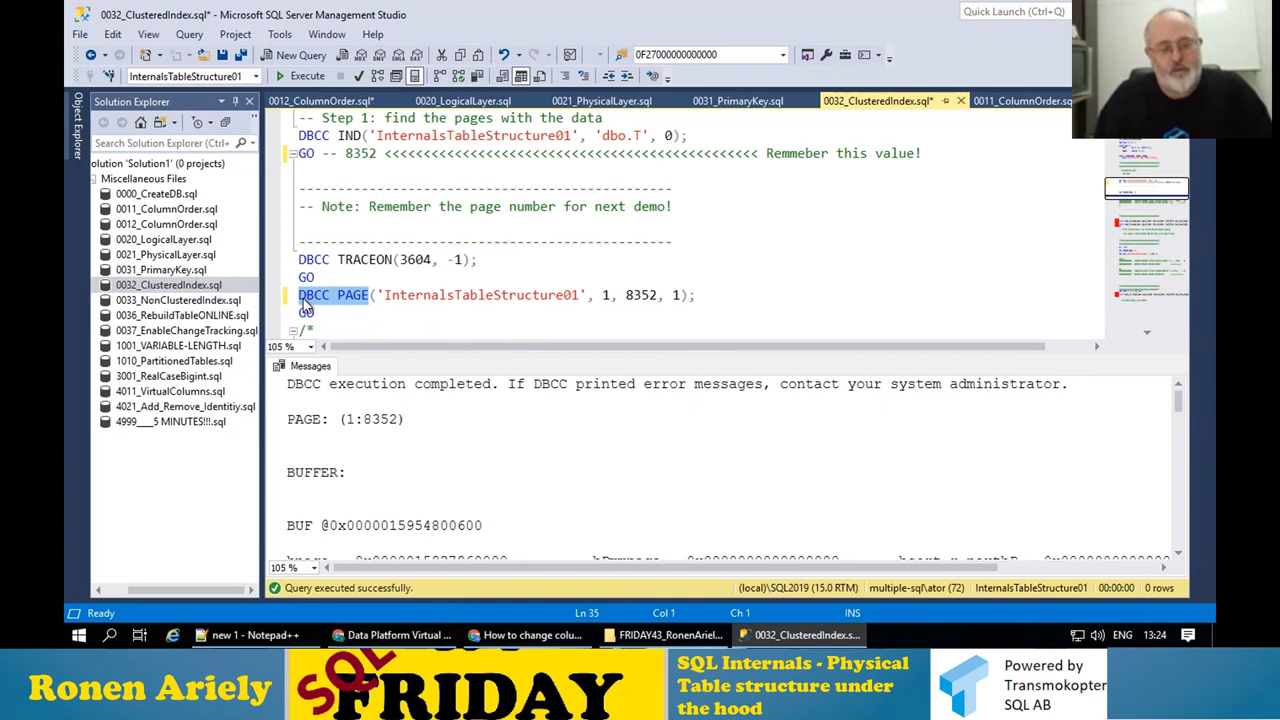 0032_ClusteredIndex.sql* - Microsoft SQL Server Management Studio
Quick Launch (Ctrl+Q)
File Edit View Query Project Tools Window Help
New Query
0F27000000000000
InternalsTableStructure01
Execute
Object Explorer
Solution Explorer
0012_ColumnOrder.sql* 0020_LogicalLayer.sql 0021_PhysicalLayer.sql 0031_PrimaryKey.sql 0032_ClusteredIndex.sql* 0011_ColumnOrder.sql
Search Solution Explorer
olution 'Solution1' (0 projects)
Miscellaneous Files
0000_CreateDB.sql
0011_ColumnOrder.sql
0012_ColumnOrder.sql
0020_LogicalLayer.sql
0021_PhysicalLayer.sql
0031_PrimaryKey.sql
0032_ClusteredIndex.sql
0033_NonClusteredIndex.sql
0036_RebuildTableONLINE.sql
0037_EnableChangeTracking.sql
1001_VARIABLE-LENGTH.sql
1010_PartitionedTables.sql
3001_RealCaseBigint.sql
4011_VirtualColumns.sql
4021_Add_Remove_Identitiy.sql
4999___5 MINUTES!!!.sql
-- Step 1: find the pages with the data
DBCC IND('InternalsTableStructure01', 'dbo.T', 0);
GO -- 8352 <<<<<<<<<<<<<<<<<<<<<<<<<<<<<<<<<<<<<<<<<<<< Remmeber this value!
------------------------------------------------
-- Note: Remember the page number for next demo!
------------------------------------------------
DBCC TRACEON(3604, -1);
GO
DBCC PAGE('InternalsTableStructure01', 1, 8352, 1);
GO
/*
105 %
Messages
DBCC execution completed. If DBCC printed error messages, contact your system administrator.
PAGE: (1:8352)
BUFFER:
BUF @0x0000015954800600
105 %
Query executed successfully.
(local)\SQL2019 (15.0 RTM) multiple-sql\ator (72) InternalsTableStructure01 00:00:00 0 rows
Ready Ln 35 Col 1 Ch 1 INS
new 1 - Notepad++ Data Platform Virtual ... How to change colu... FRIDAY43_RonenAriel... 0032_ClusteredIndex.s... ENG 13:24
Ronen Ariely
SQL
FRIDAY
SQL Internals - Physical
Table structure under
the hood
Powered by
Transmokopter
SQL AB